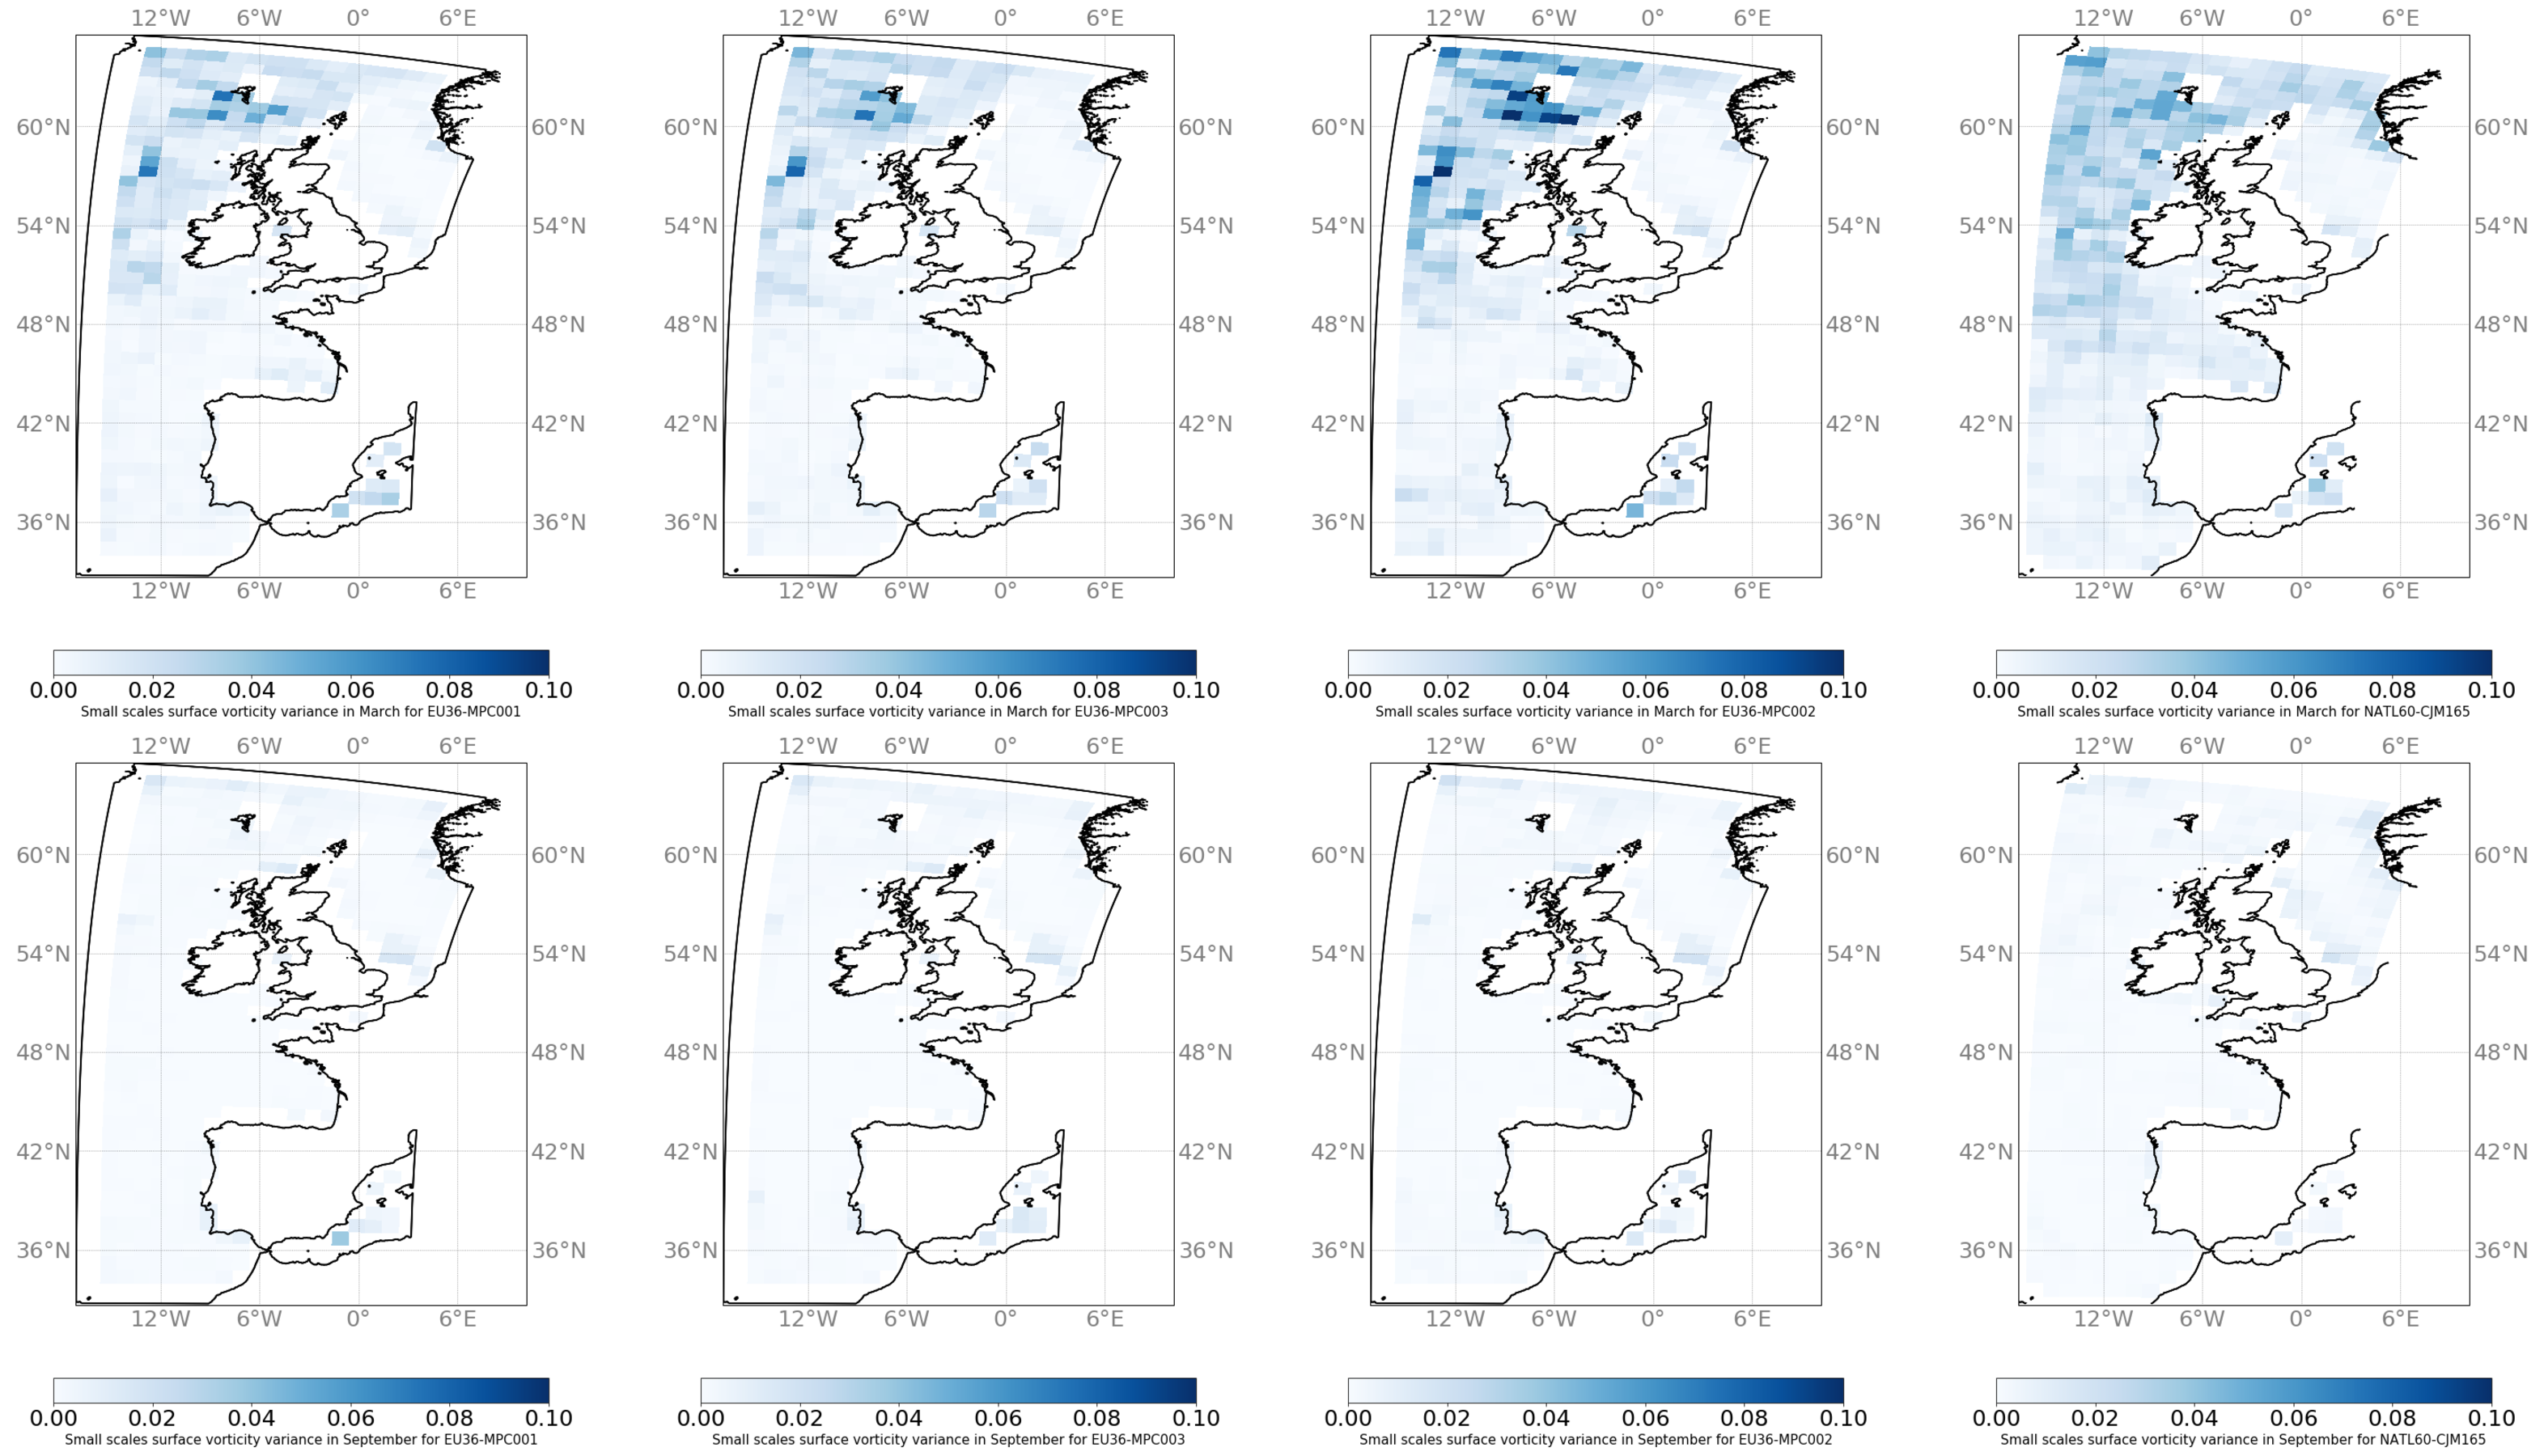 12°W 6°W 0° 6°E 12°W 6°W 0° 6°E 12°W 6°W 0° 6°E 12°W 6°W 0° 6°E
60°N 60°N 60°N 60°N 60°N 60°N 60°N 60°N
54°N 54°N 54°N 54°N 54°N 54°N 54°N 54°N
48°N 48°N 48°N 48°N 48°N 48°N 48°N 48°N
42°N 42°N 42°N 42°N 42°N 42°N 42°N 42°N
36°N 36°N 36°N 36°N 36°N 36°N 36°N 36°N
12°W 6°W 0° 6°E 12°W 6°W 0° 6°E 12°W 6°W 0° 6°E 12°W 6°W 0° 6°E
0.00 0.02 0.04 0.06 0.08 0.10 0.00 0.02 0.04 0.06 0.08 0.10 0.00 0.02 0.04 0.06 0.08 0.10 0.00 0.02 0.04 0.06 0.08 0.10
Small scales surface vorticity variance in March for EU36-MPC001 Small scales surface vorticity variance in March for EU36-MPC003 Small scales surface vorticity variance in March for EU36-MPC002 Small scales surface vorticity variance in March for NATL60-CJM165
12°W 6°W 0° 6°E 12°W 6°W 0° 6°E 12°W 6°W 0° 6°E 12°W 6°W 0° 6°E
60°N 60°N 60°N 60°N 60°N 60°N 60°N 60°N
54°N 54°N 54°N 54°N 54°N 54°N 54°N 54°N
48°N 48°N 48°N 48°N 48°N 48°N 48°N 48°N
42°N 42°N 42°N 42°N 42°N 42°N 42°N 42°N
36°N 36°N 36°N 36°N 36°N 36°N 36°N 36°N
12°W 6°W 0° 6°E 12°W 6°W 0° 6°E 12°W 6°W 0° 6°E 12°W 6°W 0° 6°E
0.00 0.02 0.04 0.06 0.08 0.10 0.00 0.02 0.04 0.06 0.08 0.10 0.00 0.02 0.04 0.06 0.08 0.10 0.00 0.02 0.04 0.06 0.08 0.10
Small scales surface vorticity variance in September for EU36-MPC001 Small scales surface vorticity variance in September for EU36-MPC003 Small scales surface vorticity variance in September for EU36-MPC002 Small scales surface vorticity variance in September for NATL60-CJM165